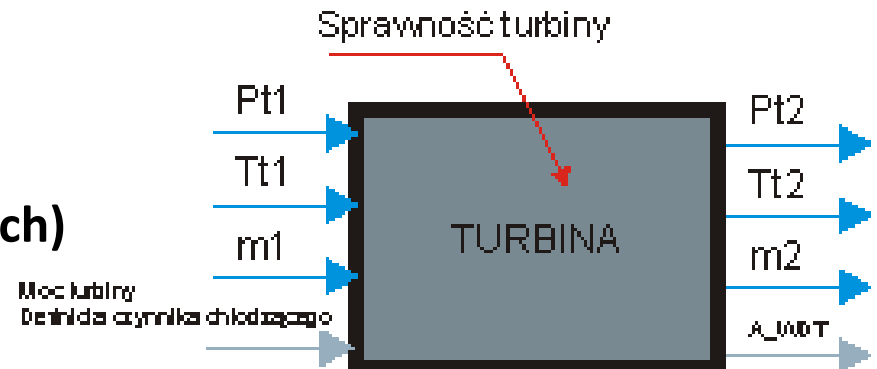 Sprawność turbiny
Pt1
Pt2
Tt1
Tt2
ch)
m1
TURBINA
m2
Moc turbiny
Definicja czynnika chłodzącego